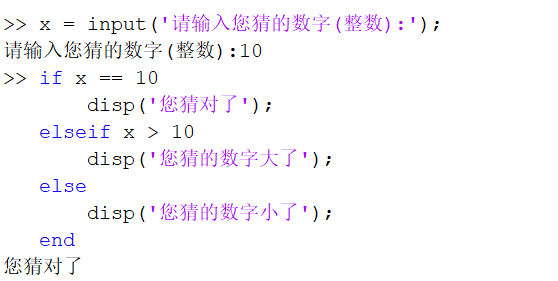 >> x = input('请输入您猜的数字(整数):');
请输入您猜的数字(整数):10
>> if x == 10
       disp('您猜对了');
   elseif x > 10
       disp('您猜的数字大了');
   else
       disp('您猜的数字小了');
   end
您猜对了